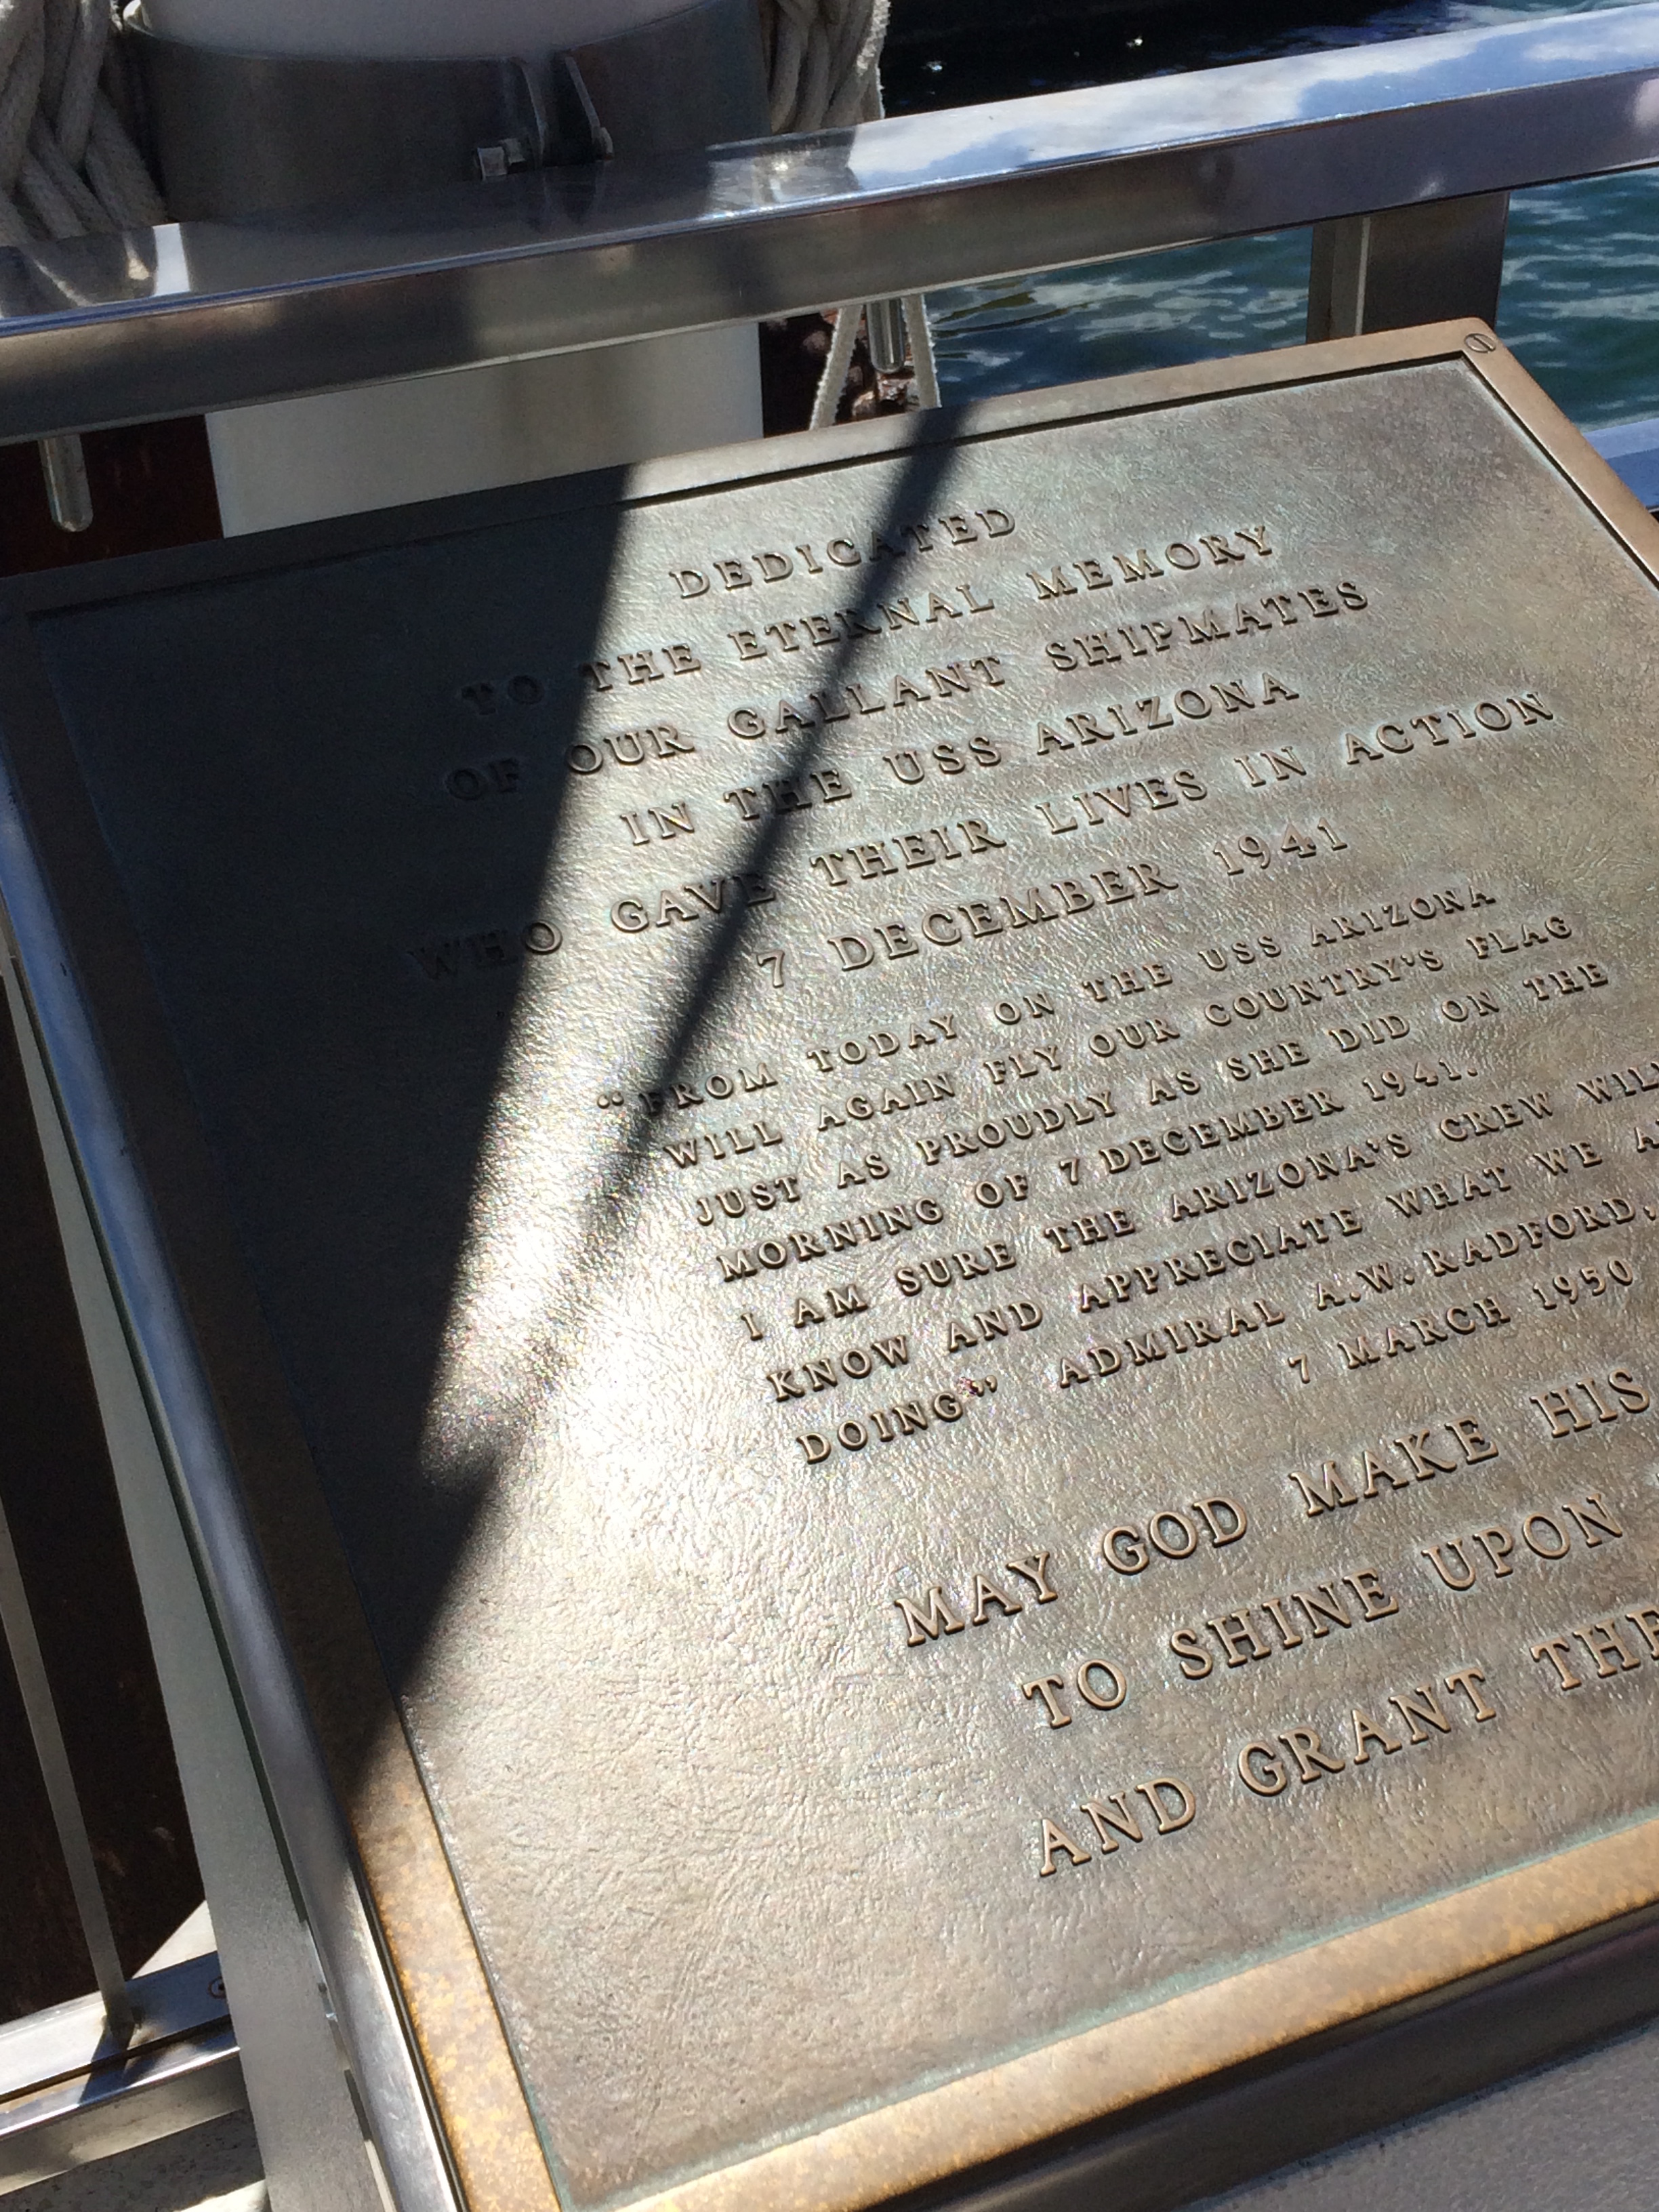 DEDICATED
TO THE ETERNAL MEMORY
OF OUR GALLANT SHIPMATES
IN THE USS ARIZONA
WHO GAVE THEIR LIVES IN ACTION
7 DECEMBER 1941
"FROM TODAY ON THE USS ARIZONA
WILL AGAIN FLY OUR COUNTRY'S FLAG
JUST AS PROUDLY AS SHE DID ON THE
MORNING OF 7 DECEMBER 1941.
I AM SURE THE ARIZONA'S CREW WILL
KNOW AND APPRECIATE WHAT WE
DOING" ADMIRAL A.W. RADFORD,
7 MARCH 1950
MAY GOD MAKE HIS
TO SHINE UPON
AND GRANT